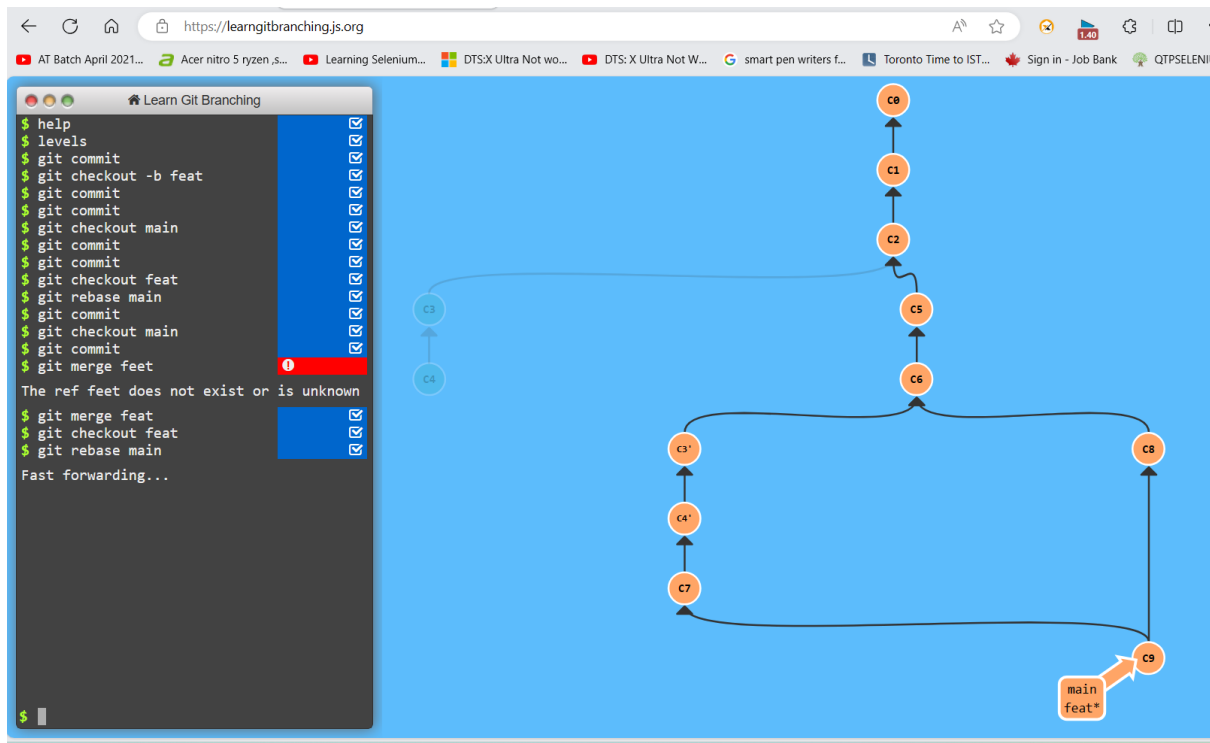 https://learngitbranching.js.org
1.40
AT Batch April 2021...
Acer nitro 5 ryzen ,s...
Learning Selenium...
DTS:X Ultra Not wo...
DTS: X Ultra Not W...
smart pen writers f...
Toronto Time to IST...
Sign in - Job Bank
QTPSELENIU
Learn Git Branching
$ help
$ levels
$ git commit
$ git checkout -b feat
$ git commit
$ git commit
$ git checkout main
$ git commit
$ git commit
$ git checkout feat
$ git rebase main
$ git commit
$ git checkout main
$ git commit
$ git merge feet
The ref feet does not exist or is unknown
$ git merge feat
$ git checkout feat
$ git rebase main
Fast forwarding...
$
C0
C1
C2
C3
C5
C4
C6
C3'
C8
C4'
C7
C9
main
feat*